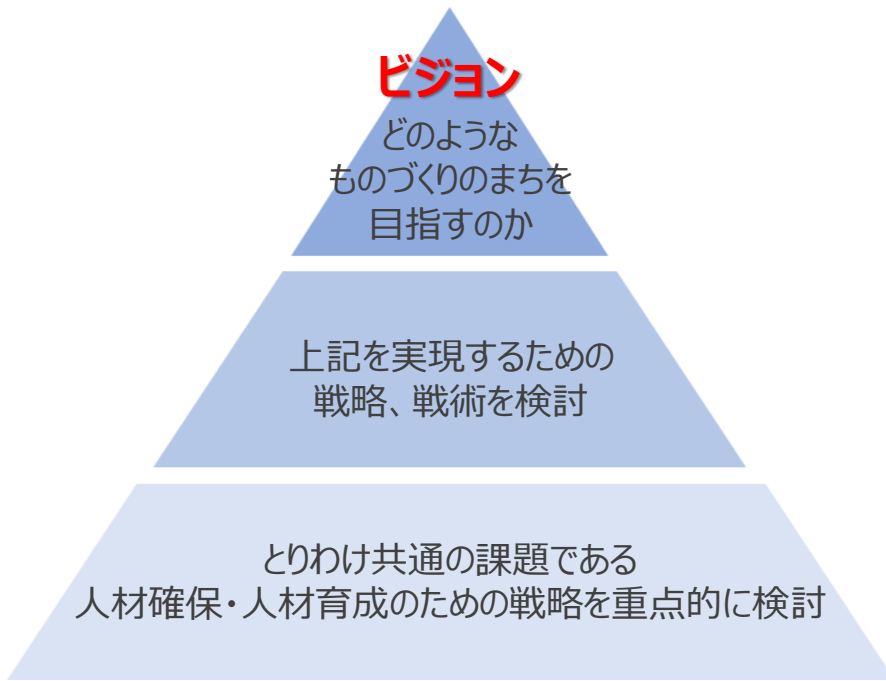 ビジョン
どのような
ものづくりのまちを
目指すのか
上記を実現するための
戦略、戦術を検討
とりわけ共通の課題である
人材確保・人材育成のための戦略を重点的に検討